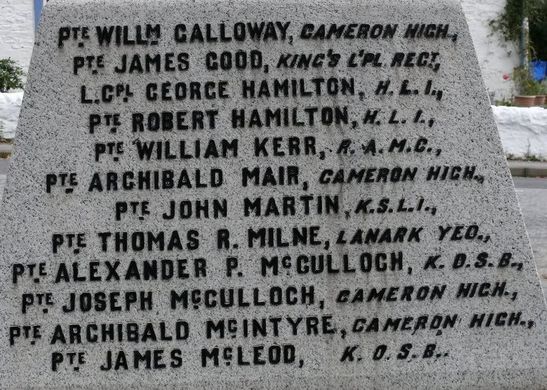 PTE WILLM GALLOWAY, CAMERON HIGH.,
PTE JAMES GOOD, KING'S L'PL REGT,
L.CPL GEORGE HAMILTON, H.L.I.,
PTE ROBERT HAMILTON, H.L.I.,
PTE WILLIAM KERR, R.A.M.C.,
PTE ARCHIBALD MAIR, CAMERON HIGH.,
PTE JOHN MARTIN, K.S.L.I.,
PTE THOMAS R. MILNE, LANARK YEO.,
PTE ALEXANDER P. MCCULLOCH, K.O.S.B.,
PTE JOSEPH MCCULLOCH, CAMERON HIGH.,
PTE ARCHIBALD MCINTYRE, CAMERON HIGH.,
PTE JAMES MCLEOD, K.O.S.B..